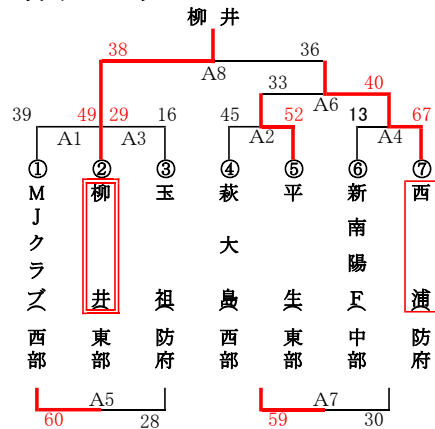 柳井
38 36
A8
33 40
A6
39 49 29 16 45 52 13 67
A1 A3 A2 A4
① ② ③ ④ ⑤ ⑥ ⑦
MJクラブ(西部)
柳井(東部)
玉祖(防府)
萩大島(西部)
平生(東部)
新南陽F(中部)
西浦(防府)
A5 A7
60 28 59 30